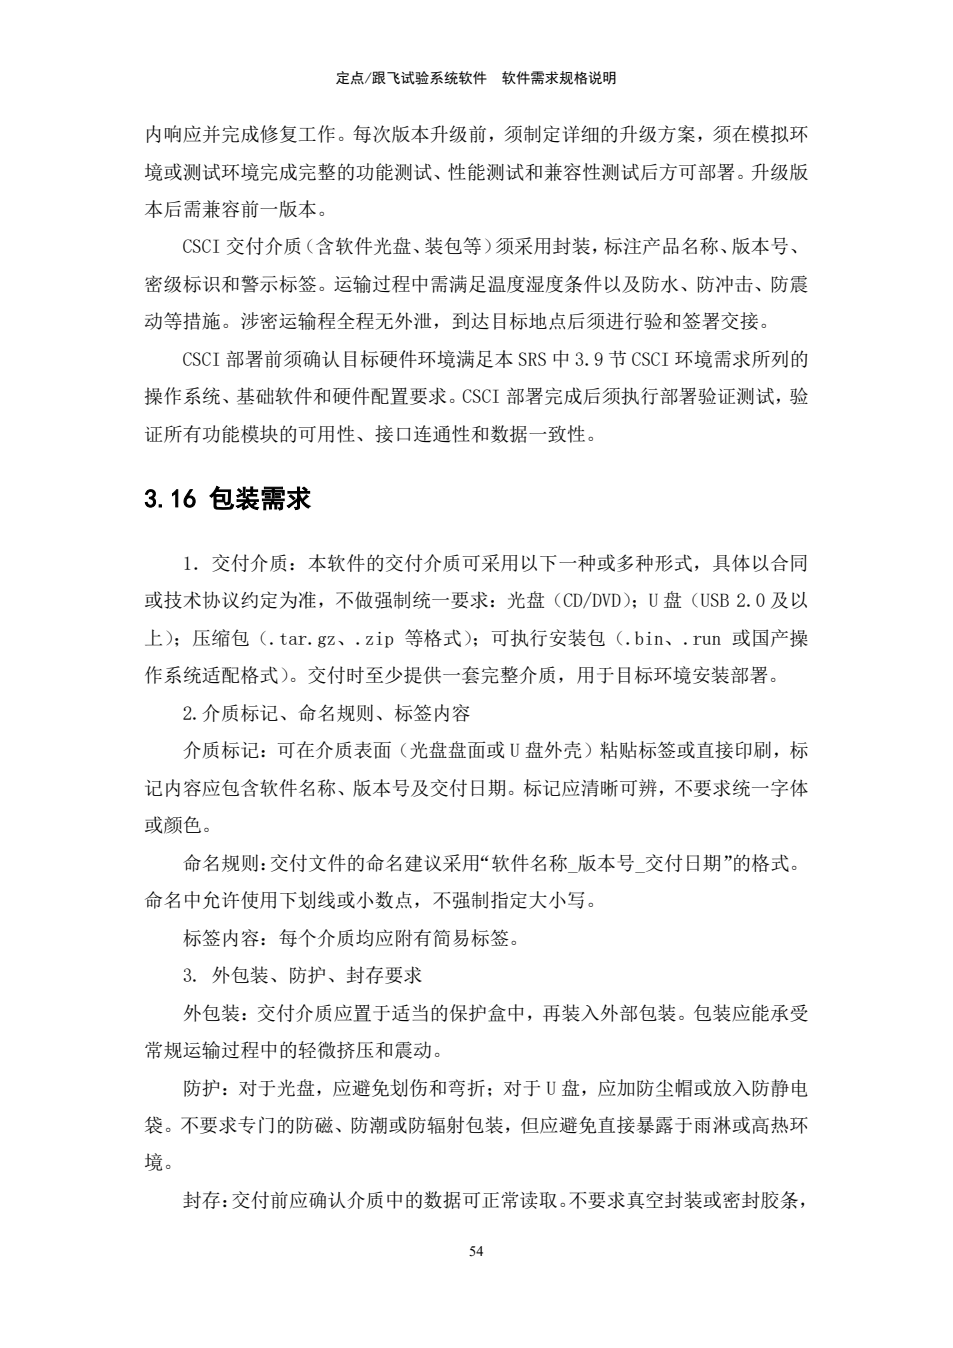 定点/跟飞试验系统软件　软件需求规格说明
内响应并完成修复工作。每次版本升级前，须制定详细的升级方案，须在模拟环
境或测试环境完成完整的功能测试、性能测试和兼容性测试后方可部署。升级版
本后需兼容前一版本。
CSCI 交付介质（含软件光盘、装包等）须采用封装，标注产品名称、版本号、
密级标识和警示标签。运输过程中需满足温度湿度条件以及防水、防冲击、防震
动等措施。涉密运输程全程无外泄，到达目标地点后须进行验和签署交接。
CSCI 部署前须确认目标硬件环境满足本 SRS 中 3.9 节 CSCI 环境需求所列的
操作系统、基础软件和硬件配置要求。CSCI 部署完成后须执行部署验证测试，验
证所有功能模块的可用性、接口连通性和数据一致性。
3.16 包装需求
1. 交付介质：本软件的交付介质可采用以下一种或多种形式，具体以合同
或技术协议约定为准，不做强制统一要求：光盘（CD/DVD）；U 盘（USB 2.0 及以
上）；压缩包（.tar.gz、.zip 等格式）；可执行安装包（.bin、.run 或国产操
作系统适配格式）。交付时至少提供一套完整介质，用于目标环境安装部署。
2.介质标记、命名规则、标签内容
介质标记：可在介质表面（光盘盘面或 U 盘外壳）粘贴标签或直接印刷，标
记内容应包含软件名称、版本号及交付日期。标记应清晰可辨，不要求统一字体
或颜色。
命名规则：交付文件的命名建议采用“软件名称_版本号_交付日期”的格式。
命名中允许使用下划线或小数点，不强制指定大小写。
标签内容：每个介质均应附有简易标签。
3. 外包装、防护、封存要求
外包装：交付介质应置于适当的保护盒中，再装入外部包装。包装应能承受
常规运输过程中的轻微挤压和震动。
防护：对于光盘，应避免划伤和弯折；对于 U 盘，应加防尘帽或放入防静电
袋。不要求专门的防磁、防潮或防辐射包装，但应避免直接暴露于雨淋或高热环
境。
封存：交付前应确认介质中的数据可正常读取。不要求真空封装或密封胶条，
54